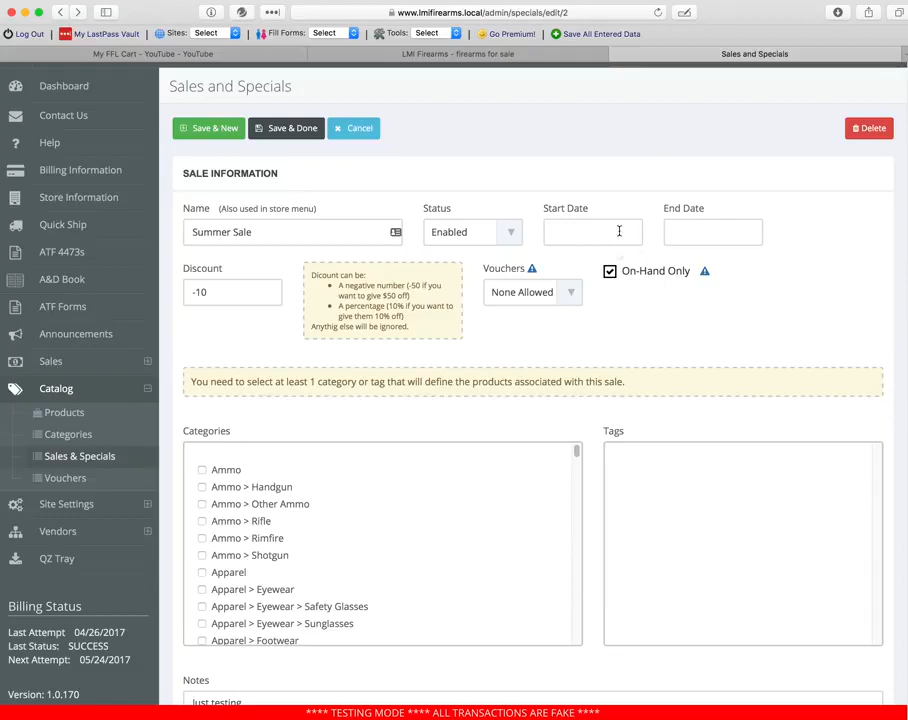 www.lmifirearms.local/admin/specials/edit/2
Log Out My LastPass Vault Sites: Select Fill Forms: Select Tools: Select Go Premium! Save All Entered Data
My FFL Cart - YouTube - YouTube LMI Firearms - firearms for sale Sales and Specials
Dashboard
Contact Us
Help
Billing Information
Store Information
Quick Ship
ATF 4473s
A&D Book
ATF Forms
Announcements
Sales
Catalog
Products
Categories
Sales & Specials
Vouchers
Site Settings
Vendors
QZ Tray
Billing Status
Last Attempt 04/26/2017
Last Status: SUCCESS
Next Attempt: 05/24/2017
Version: 1.0.170
Sales and Specials
Save & New Save & Done Cancel Delete
SALE INFORMATION
Name (Also used in store menu) Status Start Date End Date
Summer Sale Enabled
Discount Vouchers On-Hand Only
-10 None Allowed
Dicount can be:
A negative number (-50 if you
want to give $50 off)
A percentage (10% if you want to
give them 10% off)
Anythig else will be ignored.
You need to select at least 1 category or tag that will define the products associated with this sale.
Categories Tags
Ammo
Ammo > Handgun
Ammo > Other Ammo
Ammo > Rifle
Ammo > Rimfire
Ammo > Shotgun
Apparel
Apparel > Eyewear
Apparel > Eyewear > Safety Glasses
Apparel > Eyewear > Sunglasses
Apparel > Footwear
Notes
Just testing
**** TESTING MODE **** ALL TRANSACTIONS ARE FAKE ****